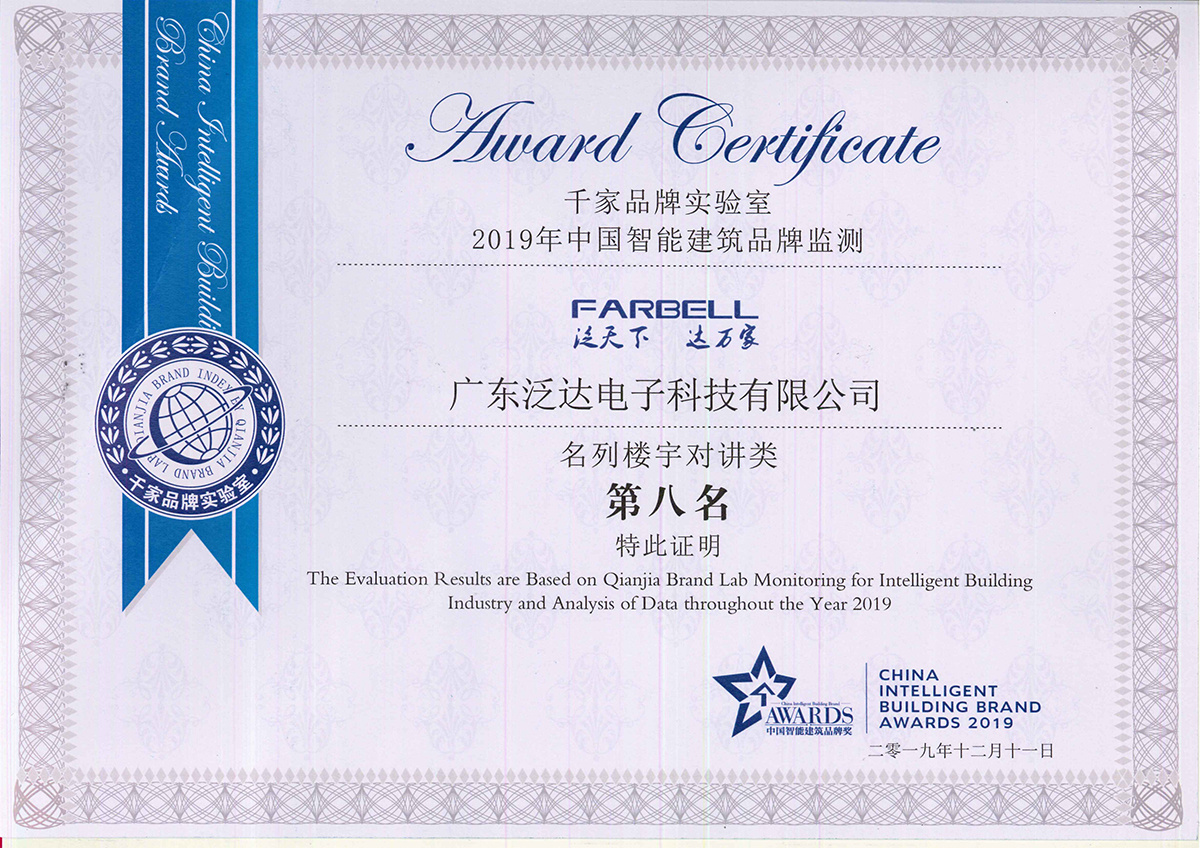 China Intelligent Building
Brand Awards
Award Certificate
千家品牌实验室
2019年中国智能建筑品牌监测
FARBELL
泛天下 达万家
广东泛达电子科技有限公司
QIANJIA BRAND INDEX BY QIANJIA BRAND LAB
千家品牌实验室
名列楼宇对讲类
第八名
特此证明
The Evaluation Results are Based on Qianjia Brand Lab Monitoring for Intelligent Building
Industry and Analysis of Data throughout the Year 2019
China Intelligent Building Brand
AWARDS
中国智能建筑品牌奖
CHINA
INTELLIGENT
BUILDING BRAND
AWARDS 2019
二零一九年十二月十一日